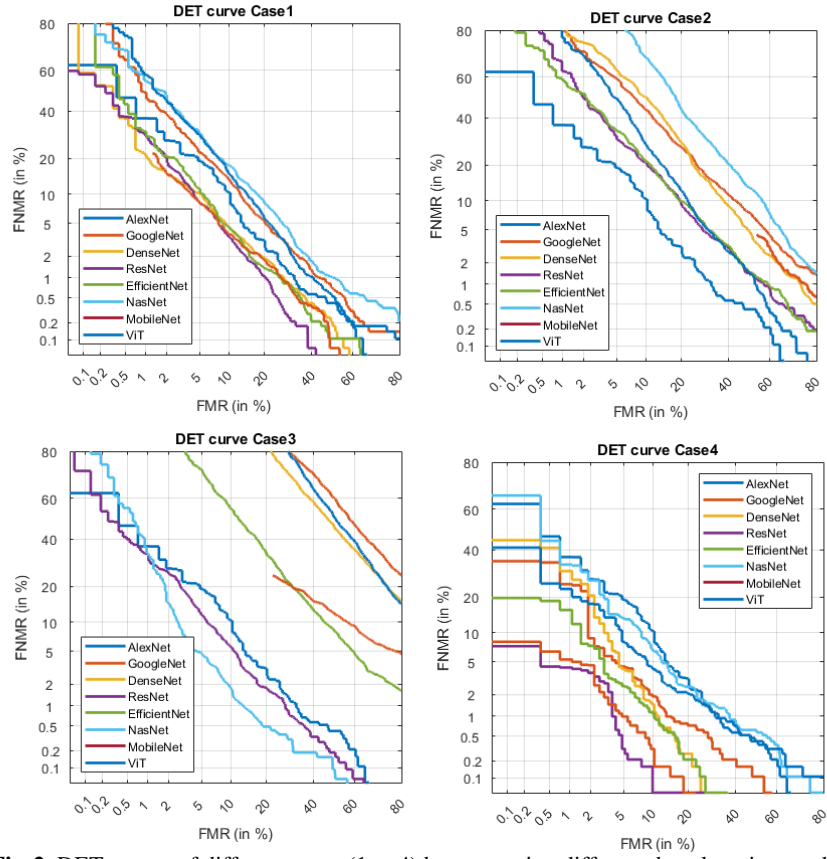 DET curve Case1
FNMR (in %)
80
60
40
20
10
5
2
1
0.5
0.2
0.1
AlexNet
GoogleNet
DenseNet
ResNet
EfficientNet
NasNet
MobileNet
ViT
0.1 0.2 0.5 1 2 5 10 20 40 60 80
FMR (in %)
DET curve Case2
FNMR (in %)
80
60
40
20
10
5
2
1
0.5
0.2
0.1
AlexNet
GoogleNet
DenseNet
ResNet
EfficientNet
NasNet
MobileNet
ViT
0.1 0.2 0.5 1 2 5 10 20 40 60 80
FMR (in %)
DET curve Case3
FNMR (in %)
80
60
40
20
10
5
2
1
0.5
0.2
0.1
AlexNet
GoogleNet
DenseNet
ResNet
EfficientNet
NasNet
MobileNet
ViT
0.1 0.2 0.5 1 2 5 10 20 40 60 80
FMR (in %)
DET curve Case4
FNMR (in %)
80
60
40
20
10
5
2
1
0.5
0.2
0.1
AlexNet
GoogleNet
DenseNet
ResNet
EfficientNet
NasNet
MobileNet
ViT
0.1 0.2 0.5 1 2 5 10 20 40 60 80
FMR (in %)